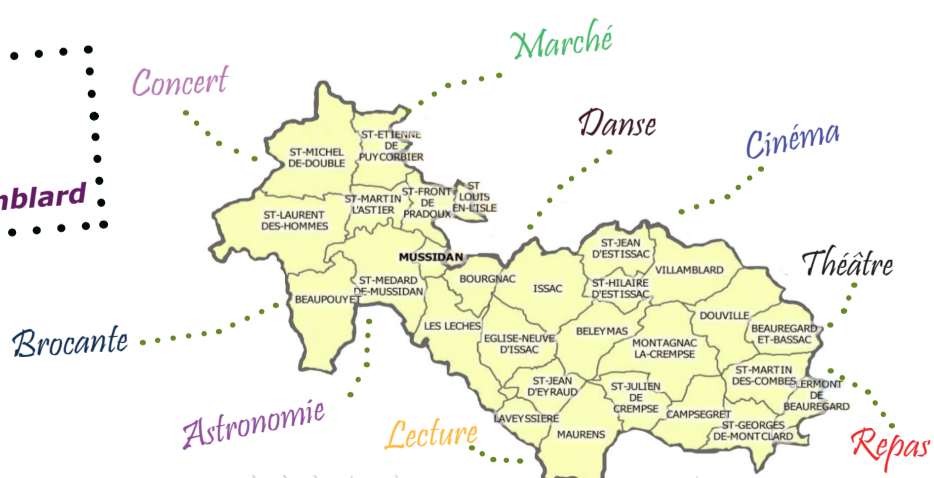 Marché
Concert
Danse
Cinéma
nblard
ST-ETIENNE
DE
PUYCORBIER
ST-MICHEL
DE-DOUBLE
ST-MARTIN
L'ASTIER
ST-FRONT
DE
PRADOUX
ST
LOUIS
EN-L'ISLE
ST-LAURENT
DES-HOMMES
MUSSIDAN
ST-JEAN
D'ESTISSAC
VILLAMBLARD
Théâtre
BOURGNAC
ISSAC
ST-HILAIRE
D'ESTISSAC
ST-MEDARD
DE-MUSSIDAN
BEAUPOUYET
DOUVILLE
BEAUREGARD
ET-BASSAC
LES LECHES
EGLISE-NEUVE
D'ISSAC
BELEYMAS
MONTAGNAC
LA-CREMPSE
Brocante
ST-MARTIN
DES-COMBES
LERMONT
DE
BEAUREGARD
ST-JEAN
D'EYRAUD
ST-JULIEN
DE
CREMPSE
CAMPSEGRET
Astronomie
Lecture
LAVEYSSIERE
MAURENS
ST-GEORGES
DE-MONTCLARD
Repas